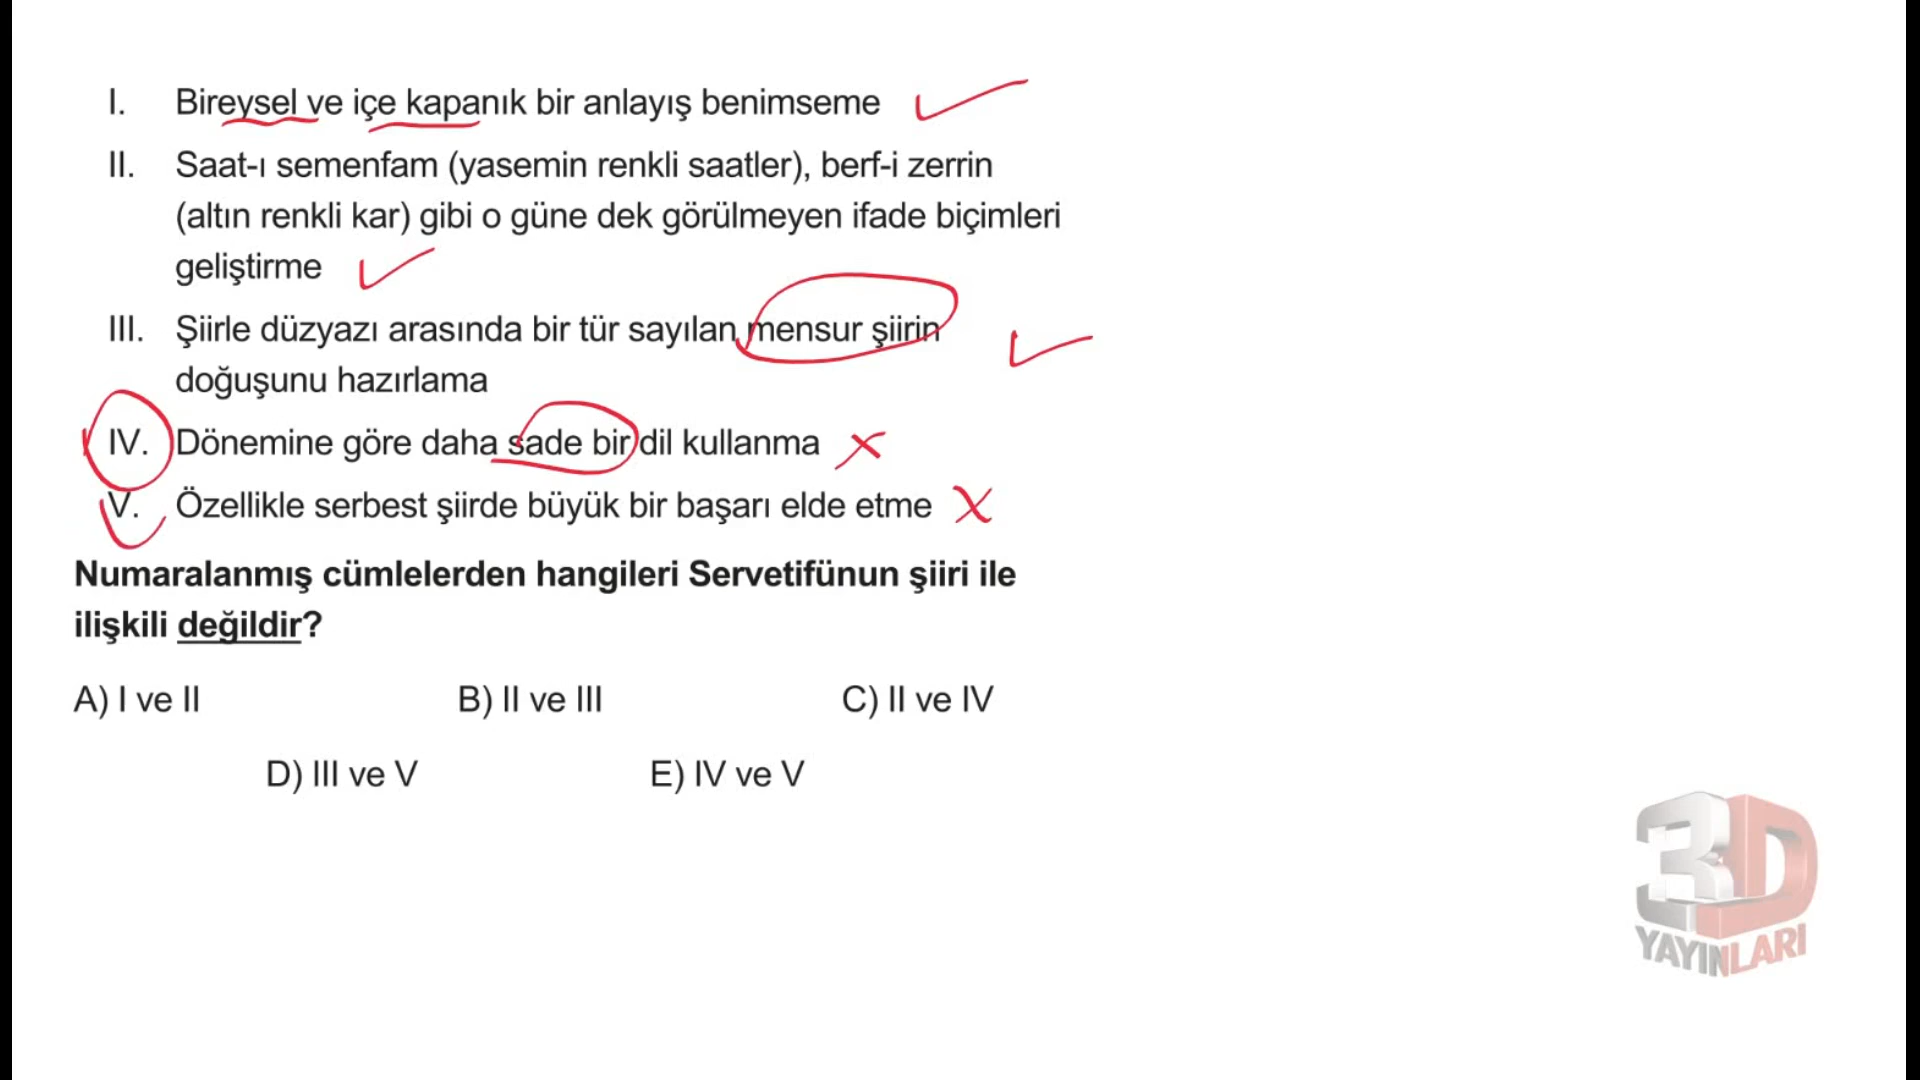 I. Bireysel ve içe kapanık bir anlayış benimseme
II. Saat-ı semenfam (yasemin renkli saatler), berf-i zerrin
(altın renkli kar) gibi o güne dek görülmeyen ifade biçimleri
geliştirme
III. Şiirle düzyazı arasında bir tür sayılan mensur şiirin
doğuşunu hazırlama
IV. Dönemine göre daha sade bir dil kullanma
V. Özellikle serbest şiirde büyük bir başarı elde etme
Numaralanmış cümlelerden hangileri Servetifünun şiiri ile
ilişkili değildir?
A) I ve II B) II ve III C) II ve IV
D) III ve V E) IV ve V
3D
YAYINLARI